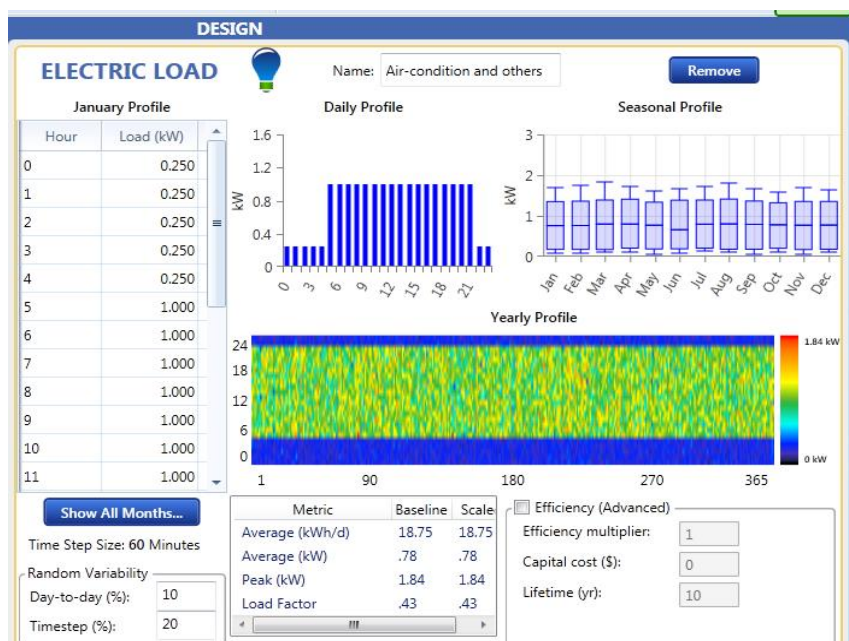 DESIGN
ELECTRIC LOAD
Name: Air-condition and others
Remove
January Profile
Hour Load (kW)
0 0.250
1 0.250
2 0.250
3 0.250
4 0.250
5 1.000
6 1.000
7 1.000
8 1.000
9 1.000
10 1.000
11 1.000
Show All Months...
Time Step Size: 60 Minutes
Random Variability
Day-to-day (%): 10
Timestep (%): 20
Daily Profile
kW
1.6
1.2
0.8
0.4
0
0 3 6 9 12 15 18 21
Seasonal Profile
kW
3
2
1
0
Jan Feb Mar Apr May Jun Jul Aug Sep Oct Nov Dec
Yearly Profile
24
18
12
6
0
1 90 180 270 365
1.84 kW
0 kW
Metric Baseline Scale
Average (kWh/d) 18.75 18.75
Average (kW) .78 .78
Peak (kW) 1.84 1.84
Load Factor .43 .43
Efficiency (Advanced)
Efficiency multiplier: 1
Capital cost ($): 0
Lifetime (yr): 10